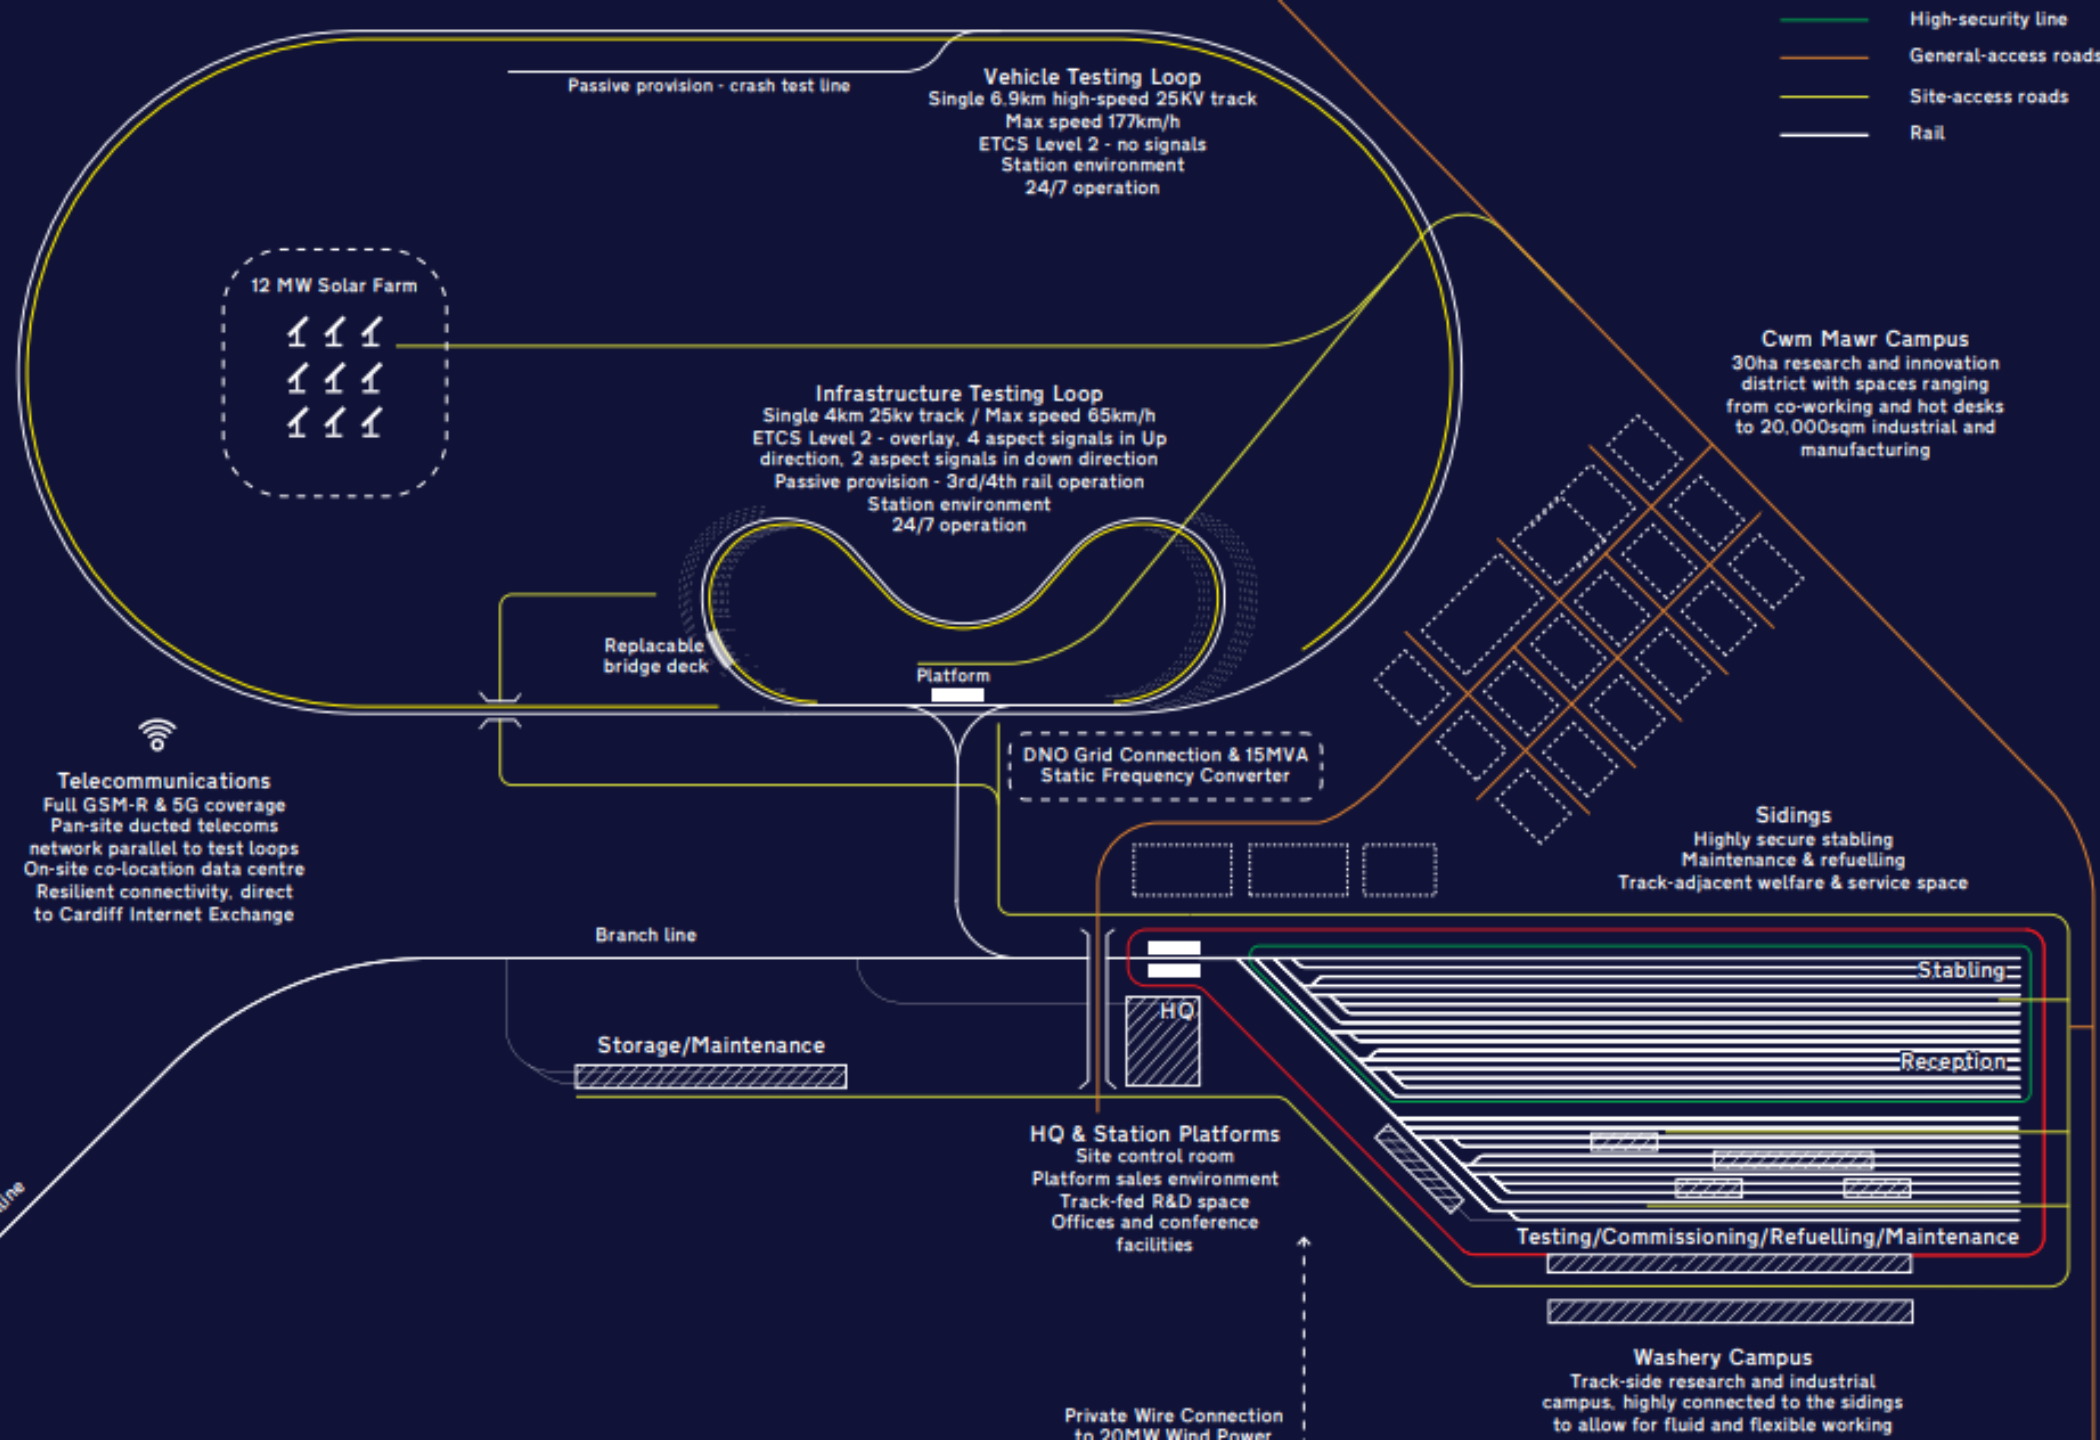 High-security line
General-access roads
Site-access roads
Rail
Passive provision - crash test line
Vehicle Testing Loop
Single 6.9km high-speed 25KV track
Max speed 177km/h
ETCS Level 2 - no signals
Station environment
24/7 operation
12 MW Solar Farm
Infrastructure Testing Loop
Single 4km 25kv track / Max speed 65km/h
ETCS Level 2 - overlay, 4 aspect signals in Up
direction, 2 aspect signals in down direction
Passive provision - 3rd/4th rail operation
Station environment
24/7 operation
Cwm Mawr Campus
30ha research and innovation
district with spaces ranging
from co-working and hot desks
to 20,000sqm industrial and
manufacturing
Replacable
bridge deck
Platform
DNO Grid Connection & 15MVA
Static Frequency Converter
Telecommunications
Full GSM-R & 5G coverage
Pan-site ducted telecoms
network parallel to test loops
On-site co-location data centre
Resilient connectivity, direct
to Cardiff Internet Exchange
Sidings
Highly secure stabling
Maintenance & refuelling
Track-adjacent welfare & service space
Branch line
Stabling
HQ
Storage/Maintenance
Reception
HQ & Station Platforms
Site control room
Platform sales environment
Track-fed R&D space
Offices and conference
facilities
line
Testing/Commissioning/Refuelling/Maintenance
Washery Campus
Track-side research and industrial
campus, highly connected to the sidings
to allow for fluid and flexible working
Private Wire Connection
to 20MW Wind Power